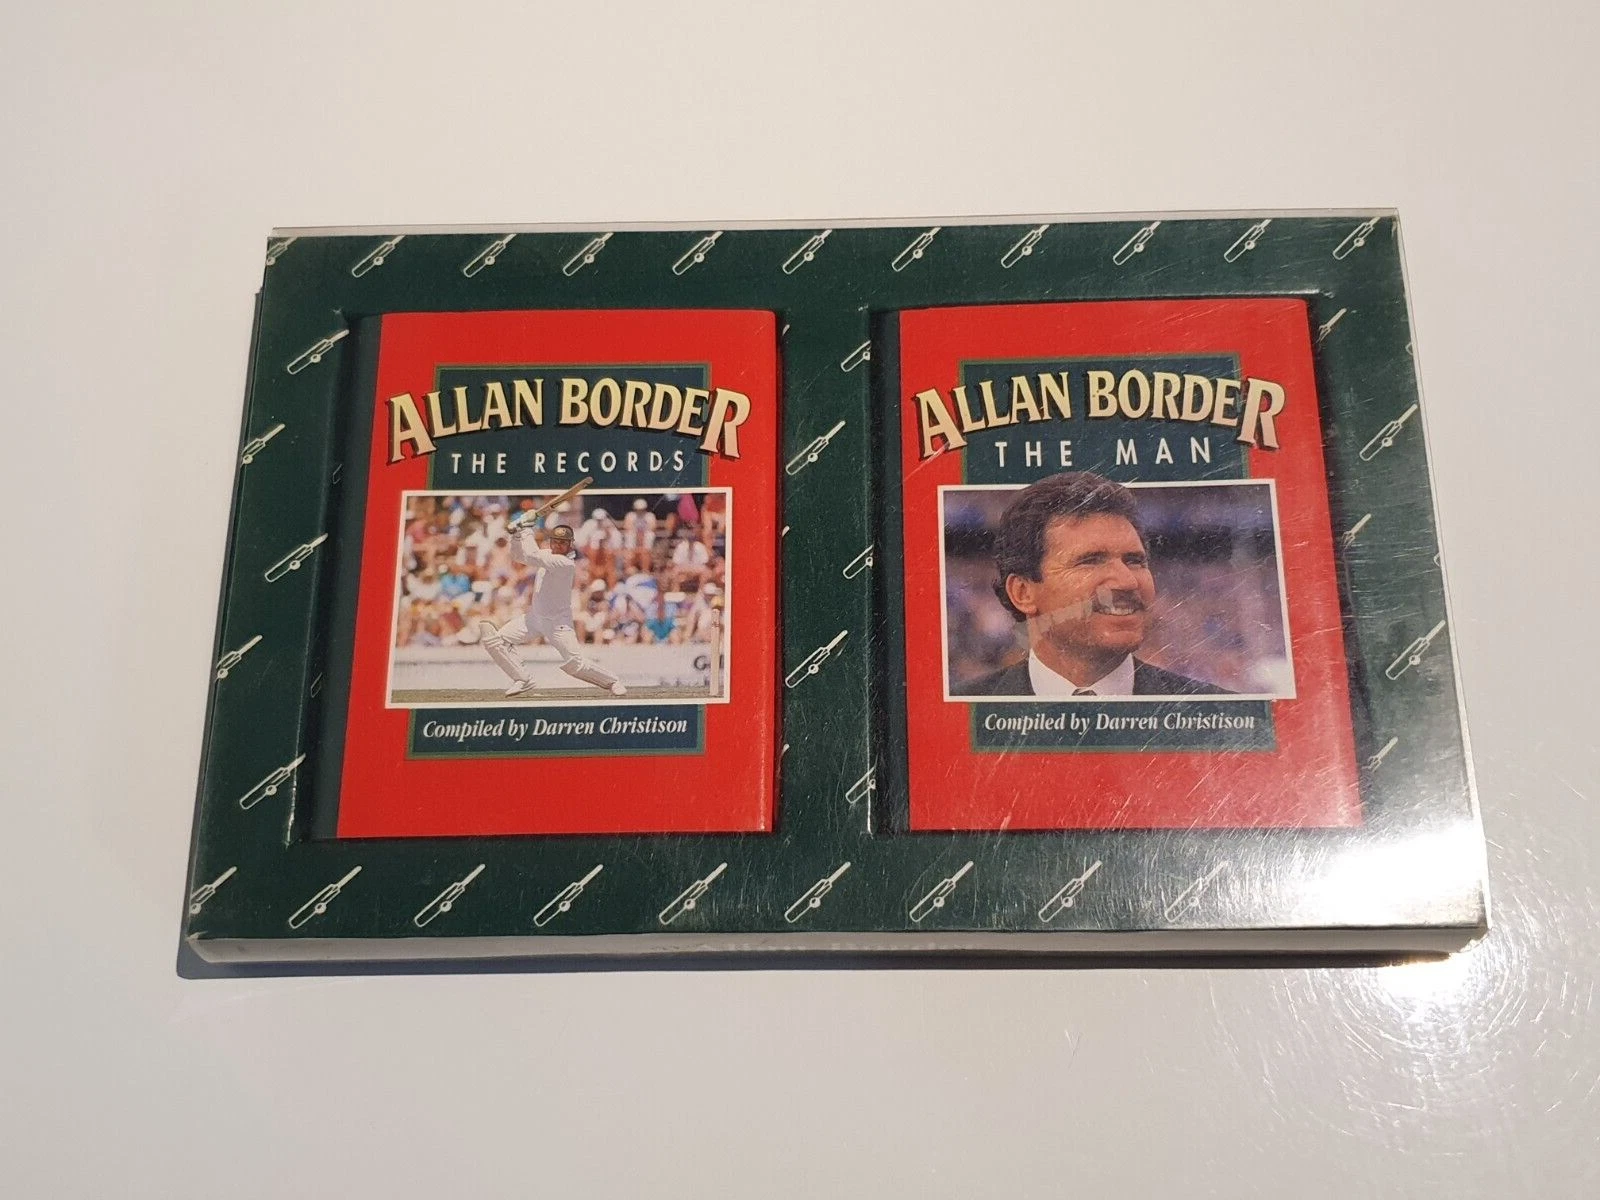 ALLAN BORDER
THE RECORDS
Compiled by Darren Christison
ALLAN BORDER
THE MAN
Compiled by Darren Christison